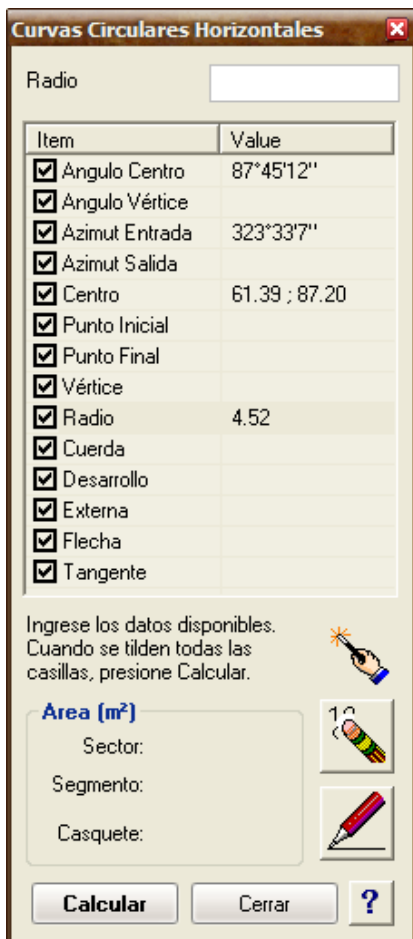 Curvas Circulares Horizontales
Radio
Item Value
Angulo Centro 87°45'12''
Angulo Vértice
Azimut Entrada 323°33'7''
Azimut Salida
Centro 61.39 ; 87.20
Punto Inicial
Punto Final
Vértice
Radio 4.52
Cuerda
Desarrollo
Externa
Flecha
Tangente
Ingrese los datos disponibles.
Cuando se tilden todas las
casillas, presione Calcular.
Area (m²)
Sector:
Segmento:
Casquete:
Calcular Cerrar ?